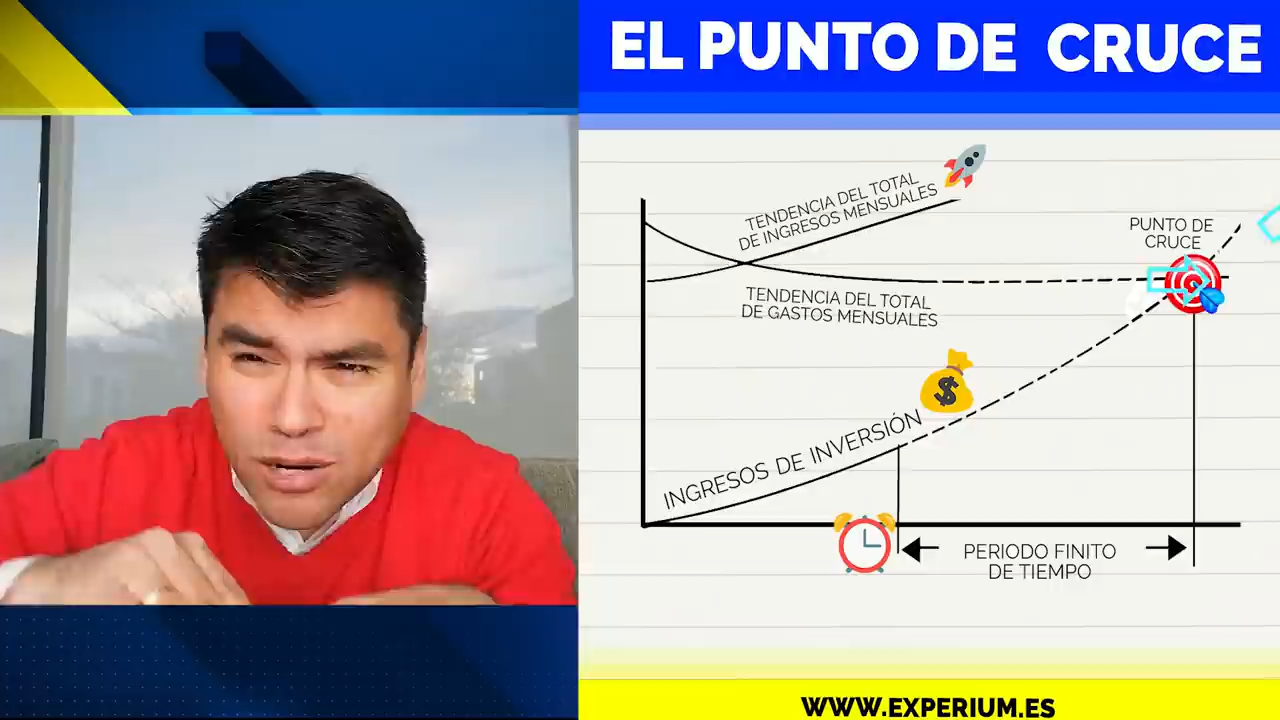 EL PUNTO DE CRUCE
TENDENCIA DEL TOTAL
DE INGRESOS MENSUALES
PUNTO DE
CRUCE
TENDENCIA DEL TOTAL
DE GASTOS MENSUALES
$
INGRESOS DE INVERSIÓN
PERIODO FINITO
DE TIEMPO
WWW.EXPERIUM.ES